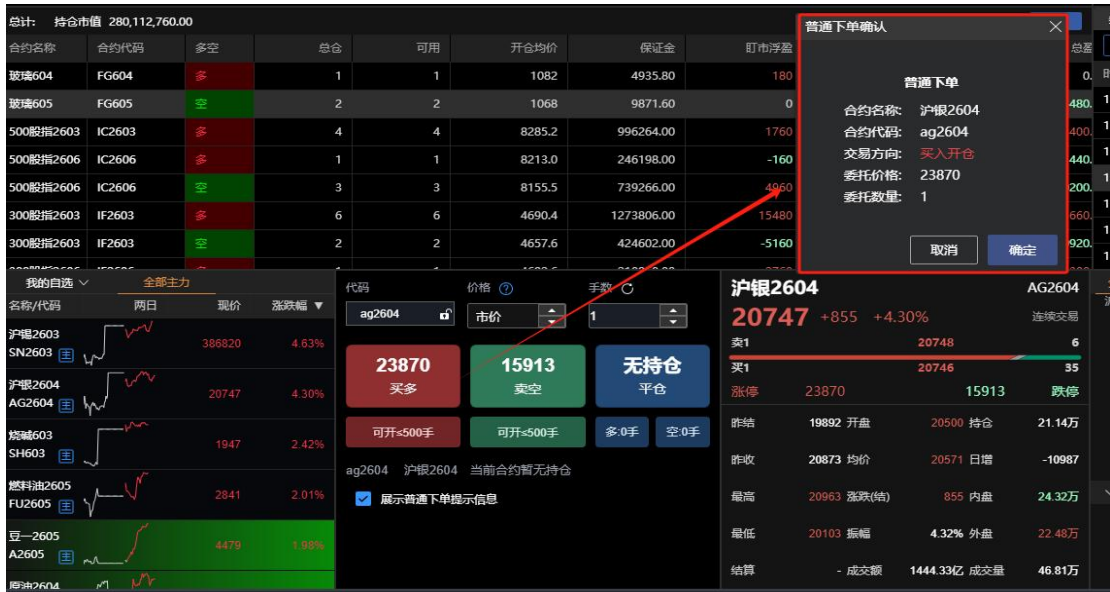 总计: 持仓市值 280,112,760.00
合约名称 合约代码 多空 总仓 可用 开仓均价 保证金 盯市浮盈 总盈
玻璃604 FG604 多 1 1 1082 4935.80 180 0.
玻璃605 FG605 空 2 2 1068 9871.60 0 480.
500股指2603 IC2603 多 4 4 8285.2 996264.00 1760 400.
500股指2606 IC2606 多 1 1 8213.0 246198.00 -160 440.
500股指2606 IC2606 空 3 3 8155.5 739266.00 4960 200.
300股指2603 IF2603 多 6 6 4690.4 1273806.00 15480 660.
300股指2603 IF2603 空 2 2 4657.6 424602.00 -5160 920.
普通下单确认
普通下单
合约名称: 沪银2604
合约代码: ag2604
交易方向: 买入开仓
委托价格: 23870
委托数量: 1
取消 确定
我的自选 全部主力
名称/代码 两日 现价 涨跌幅 ▼
沪锡2603
SN2603 主 386820 4.63%
沪银2604
AG2604 主 20747 4.30%
烧碱603
SH603 主 1947 2.42%
燃料油2605
FU2605 主 2841 2.01%
豆一2605
A2605 主 4479 1.98%
原油2604
代码 价格 ? 手数
ag2604 市价 1
23870 15913 无持仓
买多 卖空 平仓
可开≤500手 可开≤500手 多:0手 空:0手
ag2604 沪银2604 当前合约暂无持仓
展示普通下单提示信息
沪银2604 AG2604
20747 +855 +4.30% 连续交易
卖1 20748 6
买1 20746 35
涨停 23870 15913 跌停
昨结 19892 开盘 20500 持仓 21.14万
昨收 20873 均价 20571 日增 -10987
最高 20963 涨跌(结) 855 内盘 24.32万
最低 20103 振幅 4.32% 外盘 22.48万
结算 - 成交额 1444.33亿 成交量 46.81万